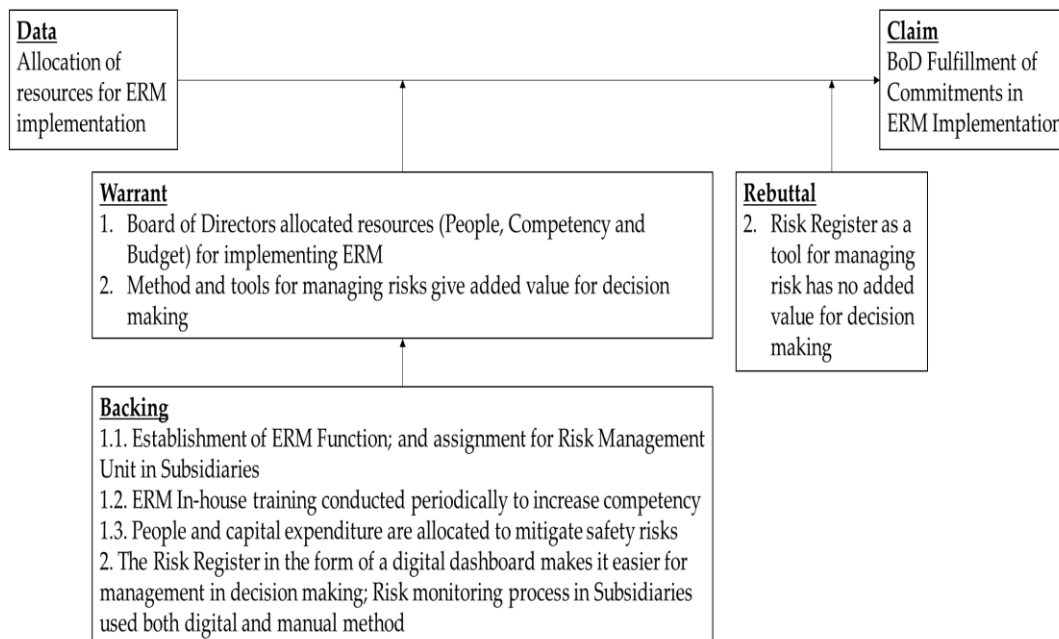 Data
Allocation of
resources for ERM
implementation
Claim
BoD Fulfillment of
Commitments in
ERM Implementation
Warrant
1. Board of Directors allocated resources (People, Competency and
Budget) for implementing ERM
2. Method and tools for managing risks give added value for decision
making
Rebuttal
2. Risk Register as a
tool for managing
risk has no added
value for decision
making
Backing
1.1. Establishment of ERM Function; and assignment for Risk Management
Unit in Subsidiaries
1.2. ERM In-house training conducted periodically to increase competency
1.3. People and capital expenditure are allocated to mitigate safety risks
2. The Risk Register in the form of a digital dashboard makes it easier for
management in decision making; Risk monitoring process in Subsidiaries
used both digital and manual method